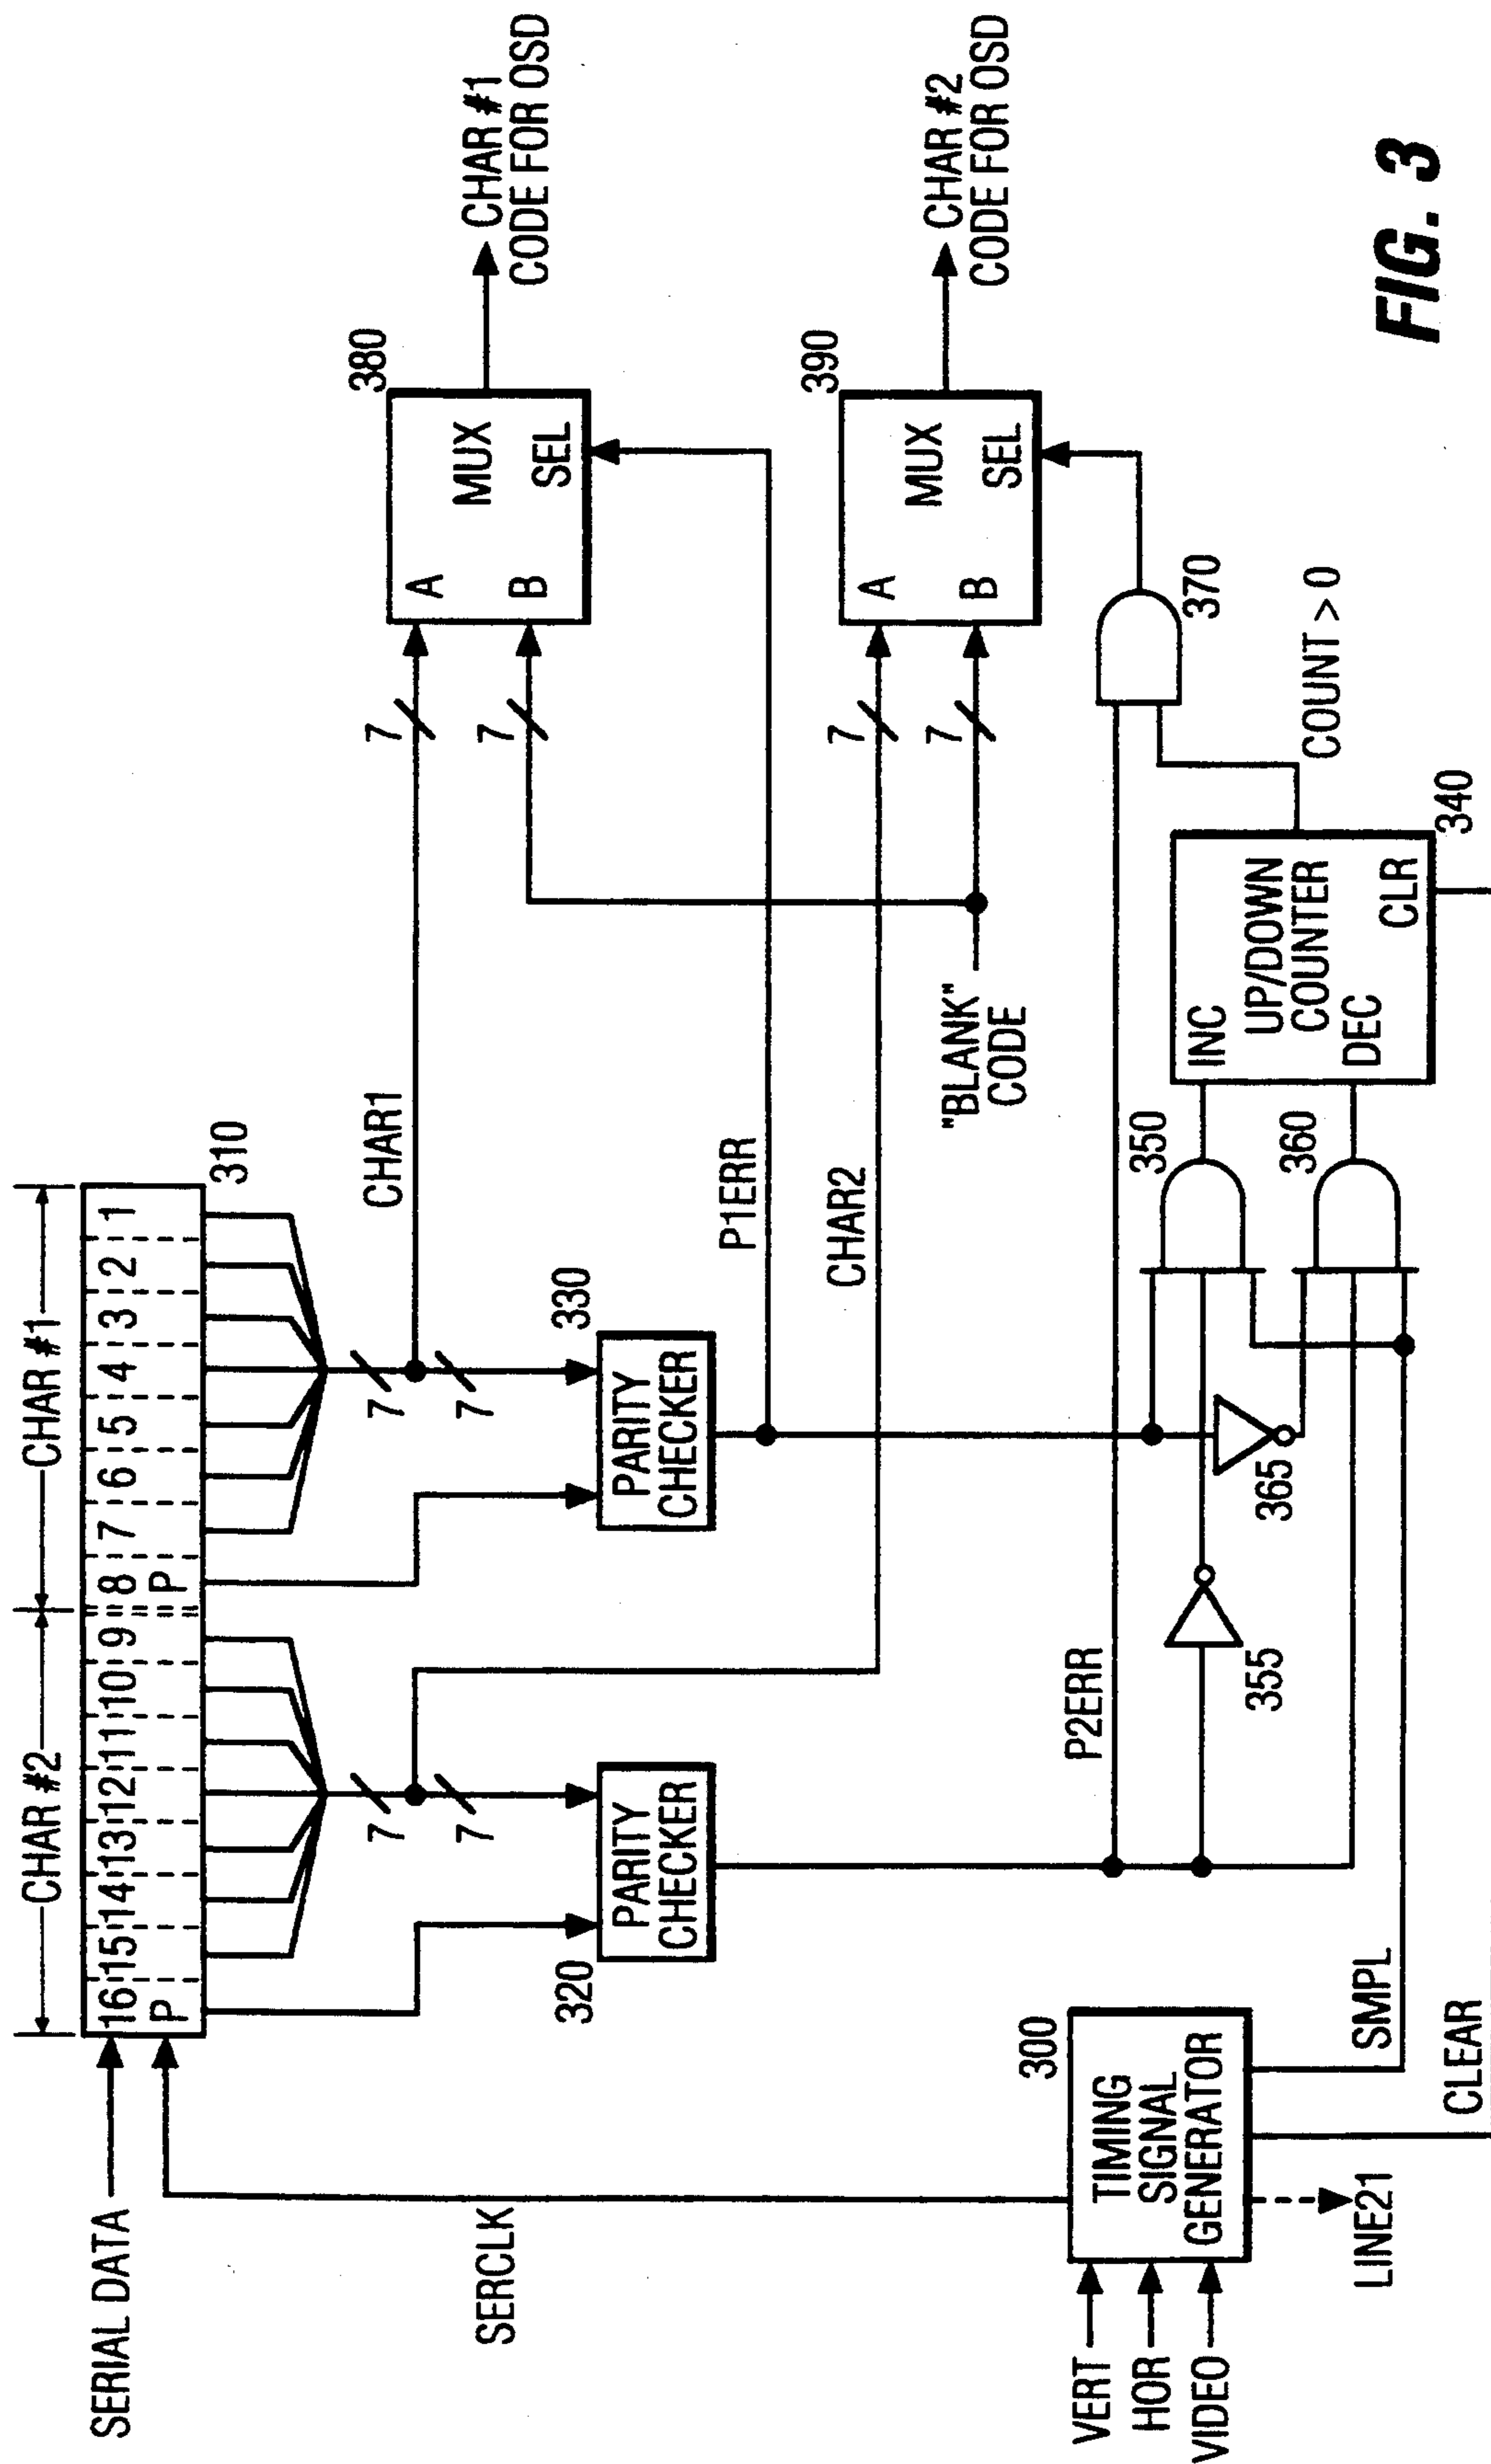 CHAR #2
CHAR #1
SERIAL DATA
16 15 14 13 12 11 10 9 8 7 6 5 4 3 2 1
P
P
310
7
7
7
7
SERCLK
320
PARITY
CHECKER
330
PARITY
CHECKER
CHAR1
P1ERR
CHAR2
7
7
380
A
B
MUX
SEL
CHAR #1
CODE FOR OSD
7
7
390
A
B
MUX
SEL
CHAR #2
CODE FOR OSD
"BLANK"
CODE
P2ERR
370
COUNT > 0
VERT
HOR
VIDEO
300
TIMING
SIGNAL
GENERATOR
LINE21
SMPL
CLEAR
355
365
350
360
INC
UP/DOWN
COUNTER
DEC
CLR
340
FIG. 3